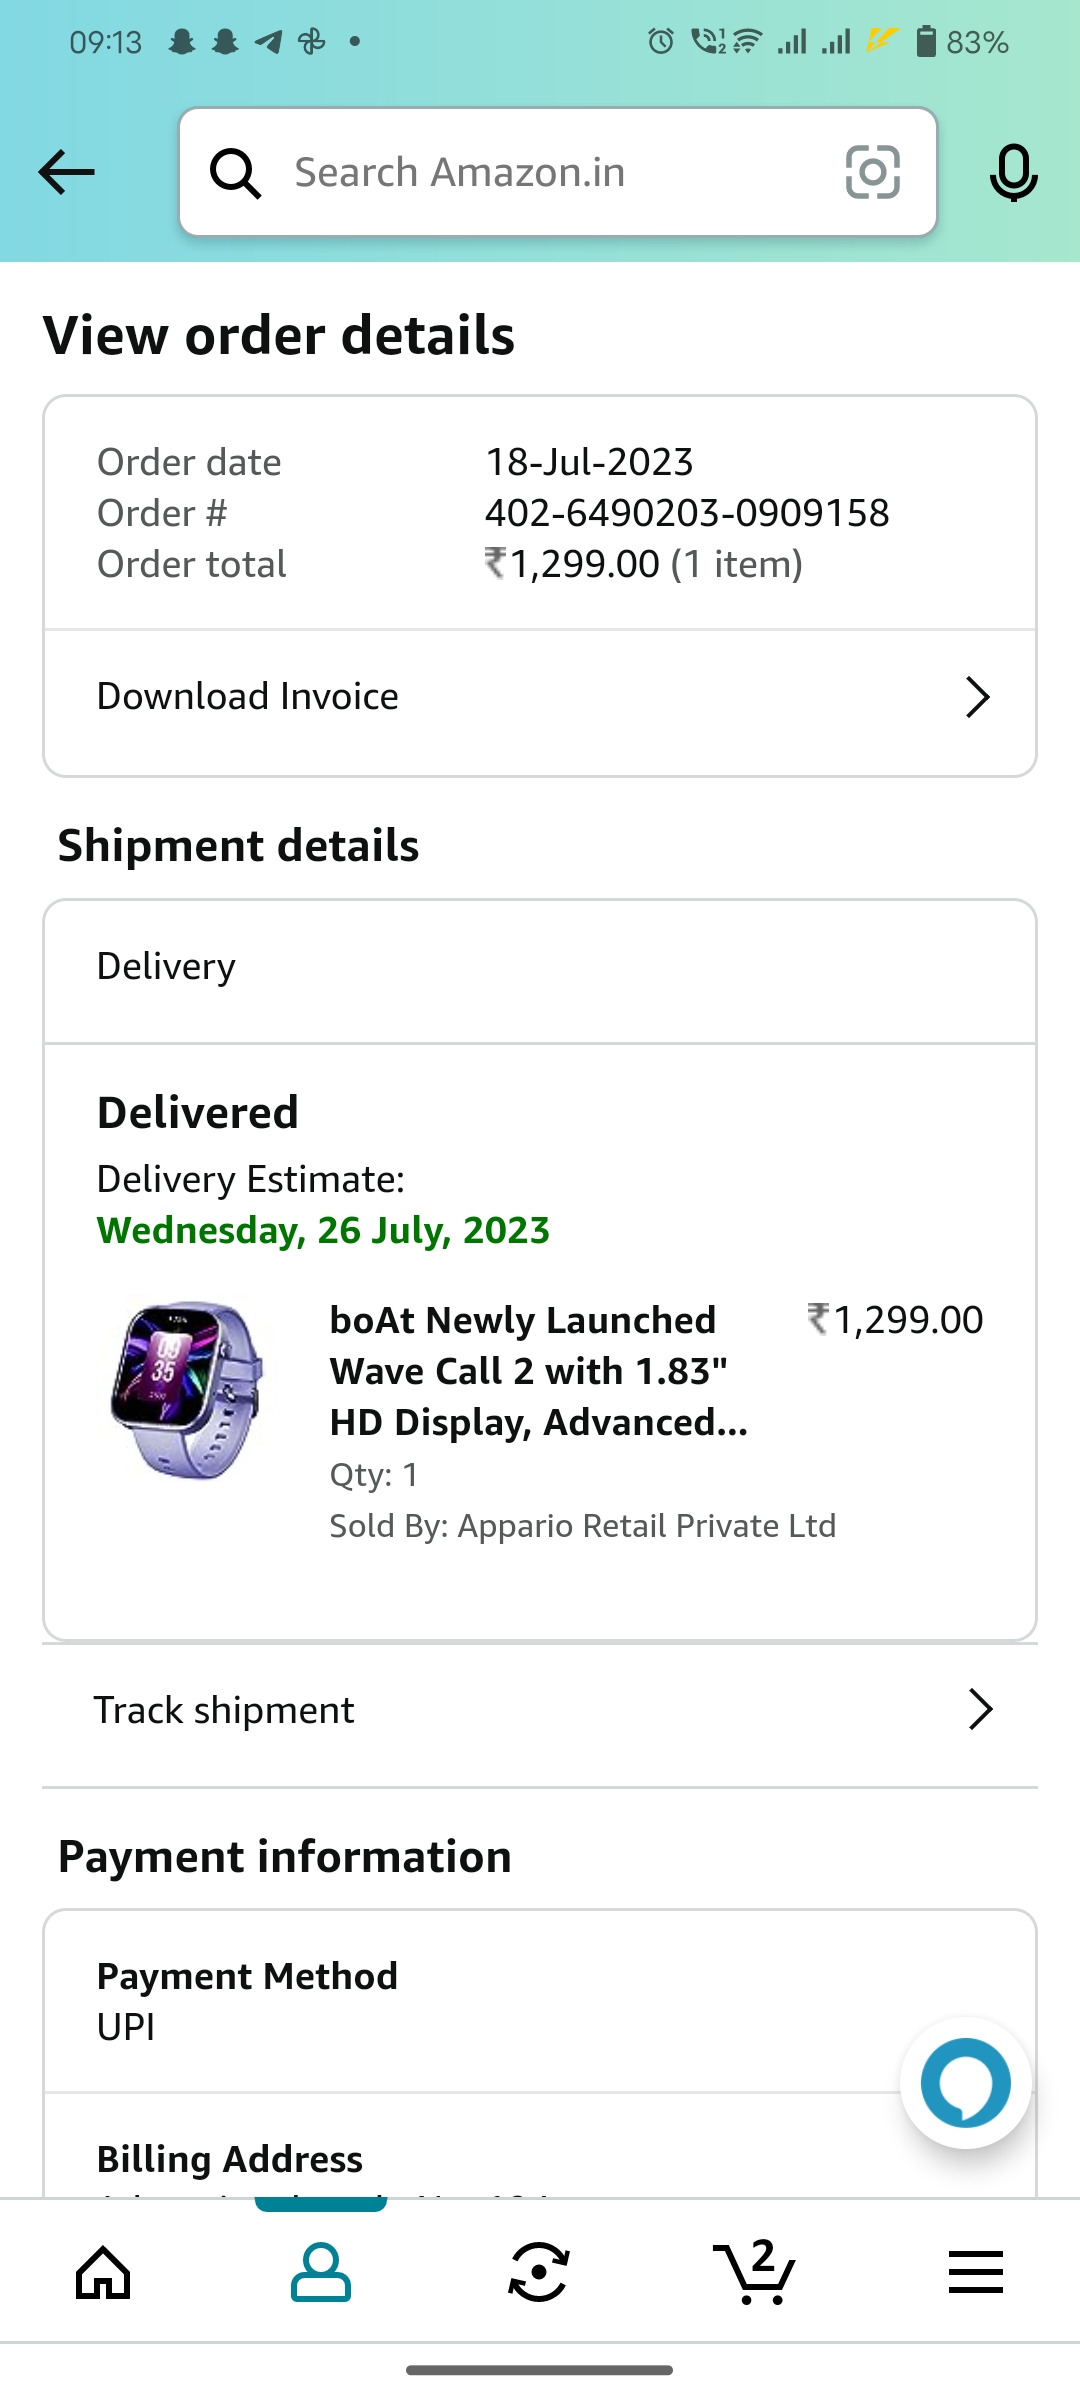 09:13
83%
Search Amazon.in
View order details
Order date 18-Jul-2023
Order # 402-6490203-0909158
Order total ₹1,299.00 (1 item)
Download Invoice
Shipment details
Delivery
Delivered
Delivery Estimate:
Wednesday, 26 July, 2023
boAt Newly Launched ₹1,299.00
Wave Call 2 with 1.83"
HD Display, Advanced...
Qty: 1
Sold By: Appario Retail Private Ltd
Track shipment
Payment information
Payment Method
UPI
Billing Address
2